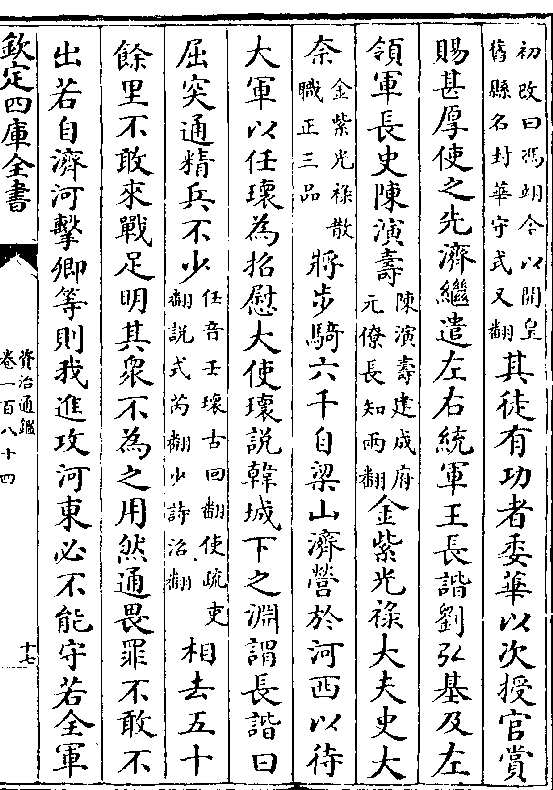 初改曰馮翊今以開皇
舊縣名封華守式又翻
其徒有功者委華以次授官賞
賜甚厚使之先濟繼遣左右統軍王長諧劉弘基及左
領軍長史陳演壽
陳演壽建成府
元僚長知兩翻
金紫光祿大夫史大
奈
金紫光祿散
職正三品
將步騎六千自梁山濟營於河西以待
大軍以任瓌為招慰大使瓌說韓城下之淵謂長諧曰
屈突通精兵不少
任音壬瓌古回翻使疏吏
翻說式芮翻少詩沼翻
相去五十
餘里不敢來戰足明其衆不為之用然通畏罪不敢不
出若自濟河擊卿等則我進攻河東必不能守若全軍
欽定四庫全書
資治通鑑
卷一百八十四
十七